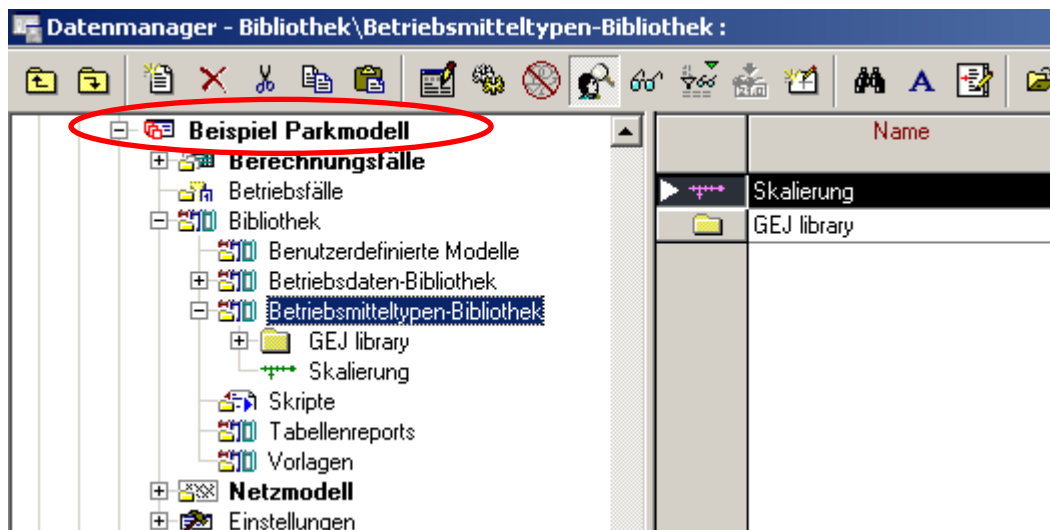 Datenmanager - Bibliothek\Betriebsmitteltypen-Bibliothek :
Beispiel Parkmodell
Berechnungsfälle
Betriebsfälle
Bibliothek
Benutzerdefinierte Modelle
Betriebsdaten-Bibliothek
Betriebsmitteltypen-Bibliothek
GEJ library
Skalierung
Skripte
Tabellenreports
Vorlagen
Netzmodell
Einstellungen
Name
Skalierung
GEJ library